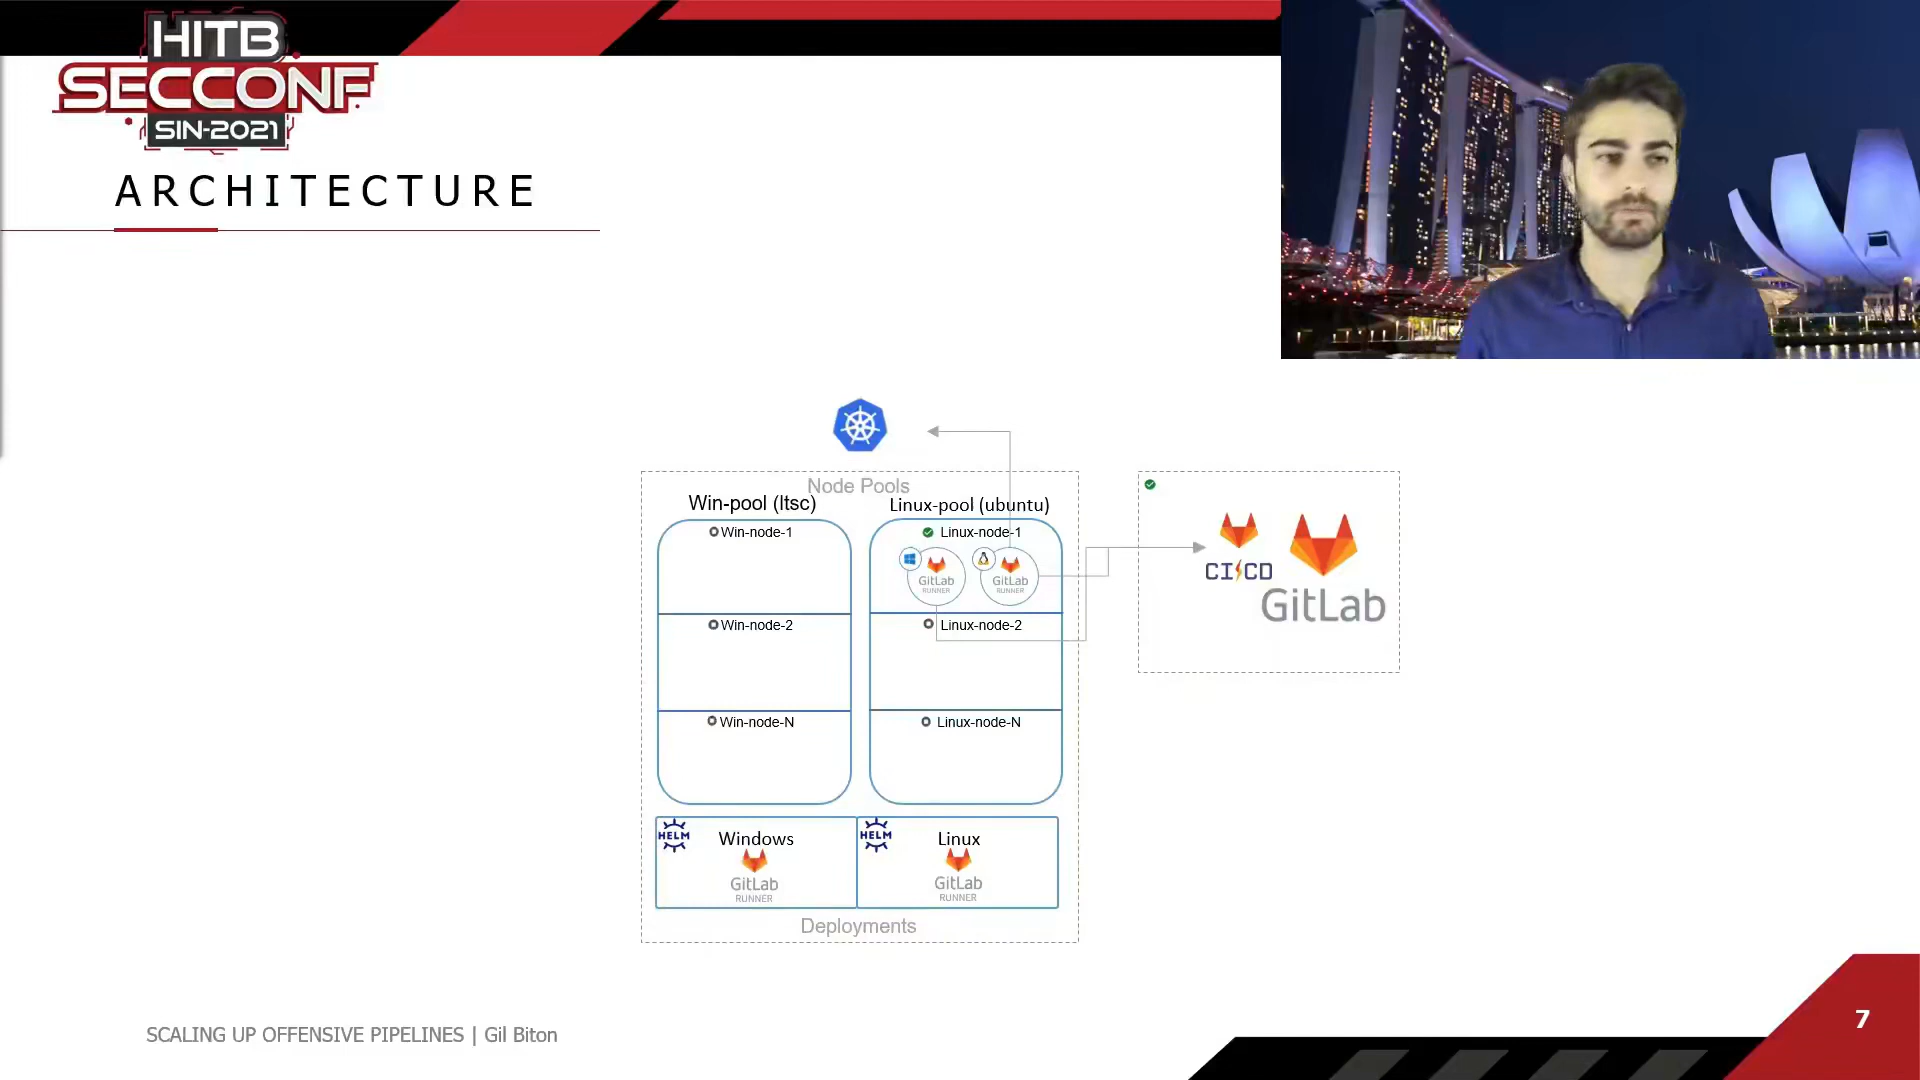 HITB
SECCONF
SIN-2021
ARCHITECTURE
Node Pools
Win-pool (ltsc)
Linux-pool (ubuntu)
Win-node-1
Linux-node-1
GitLab
RUNNER
GitLab
RUNNER
Win-node-2
Linux-node-2
Win-node-N
Linux-node-N
CI/CD
GitLab
HELM
Windows
GitLab
RUNNER
HELM
Linux
GitLab
RUNNER
Deployments
SCALING UP OFFENSIVE PIPELINES | Gil Biton
7